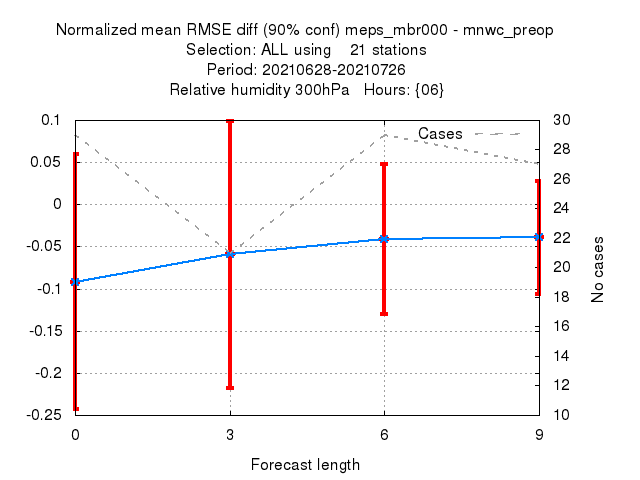 Normalized mean RMSE diff (90% conf) meps_mbr000 - mnwc_preop
Selection: ALL using    21 stations
Period: 20210628-20210726
Relative humidity 300hPa   Hours: {06}
Cases
0.1
0.05
0
-0.05
-0.1
-0.15
-0.2
-0.25
30
28
26
24
22
20
18
16
14
12
10
No cases
0 3 6 9
Forecast length